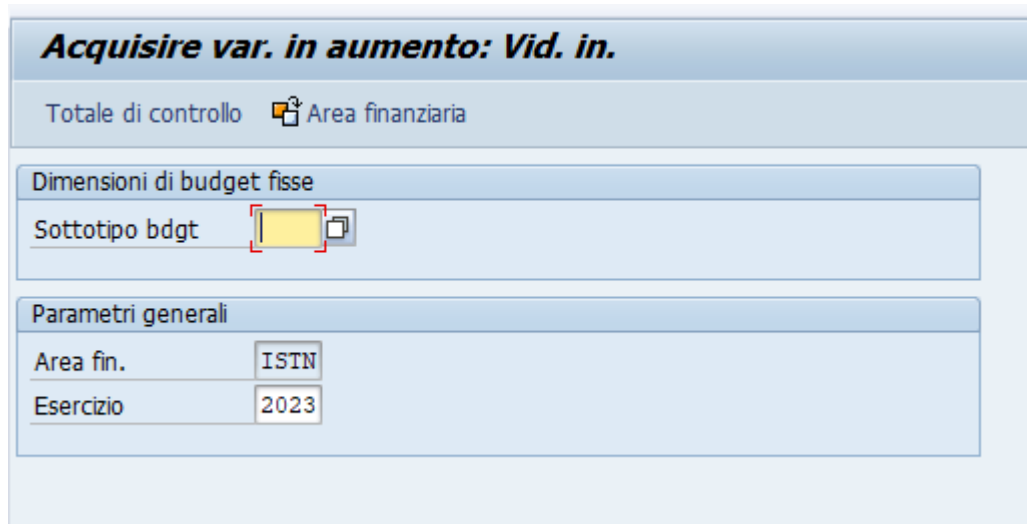 Acquisire var. in aumento: Vid. in.
Totale di controllo Area finanziaria
Dimensioni di budget fisse
Sottotipo bdgt
Parametri generali
Area fin. ISTN
Esercizio 2023